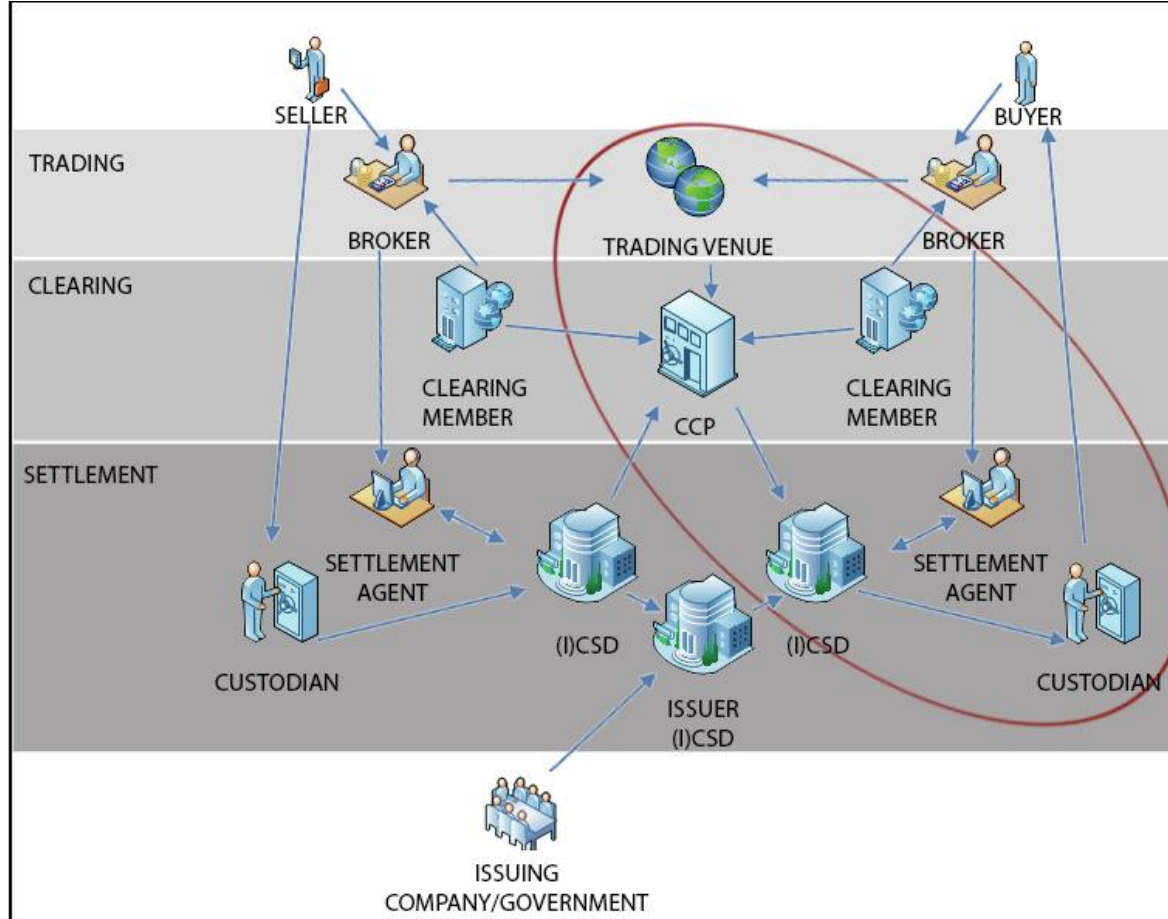 SELLER
BUYER
TRADING
BROKER
TRADING VENUE
BROKER
CLEARING
CLEARING
MEMBER
CCP
CLEARING
MEMBER
SETTLEMENT
SETTLEMENT
AGENT
SETTLEMENT
AGENT
CUSTODIAN
(I)CSD
(I)CSD
CUSTODIAN
ISSUER
(I)CSD
ISSUING
COMPANY/GOVERNMENT